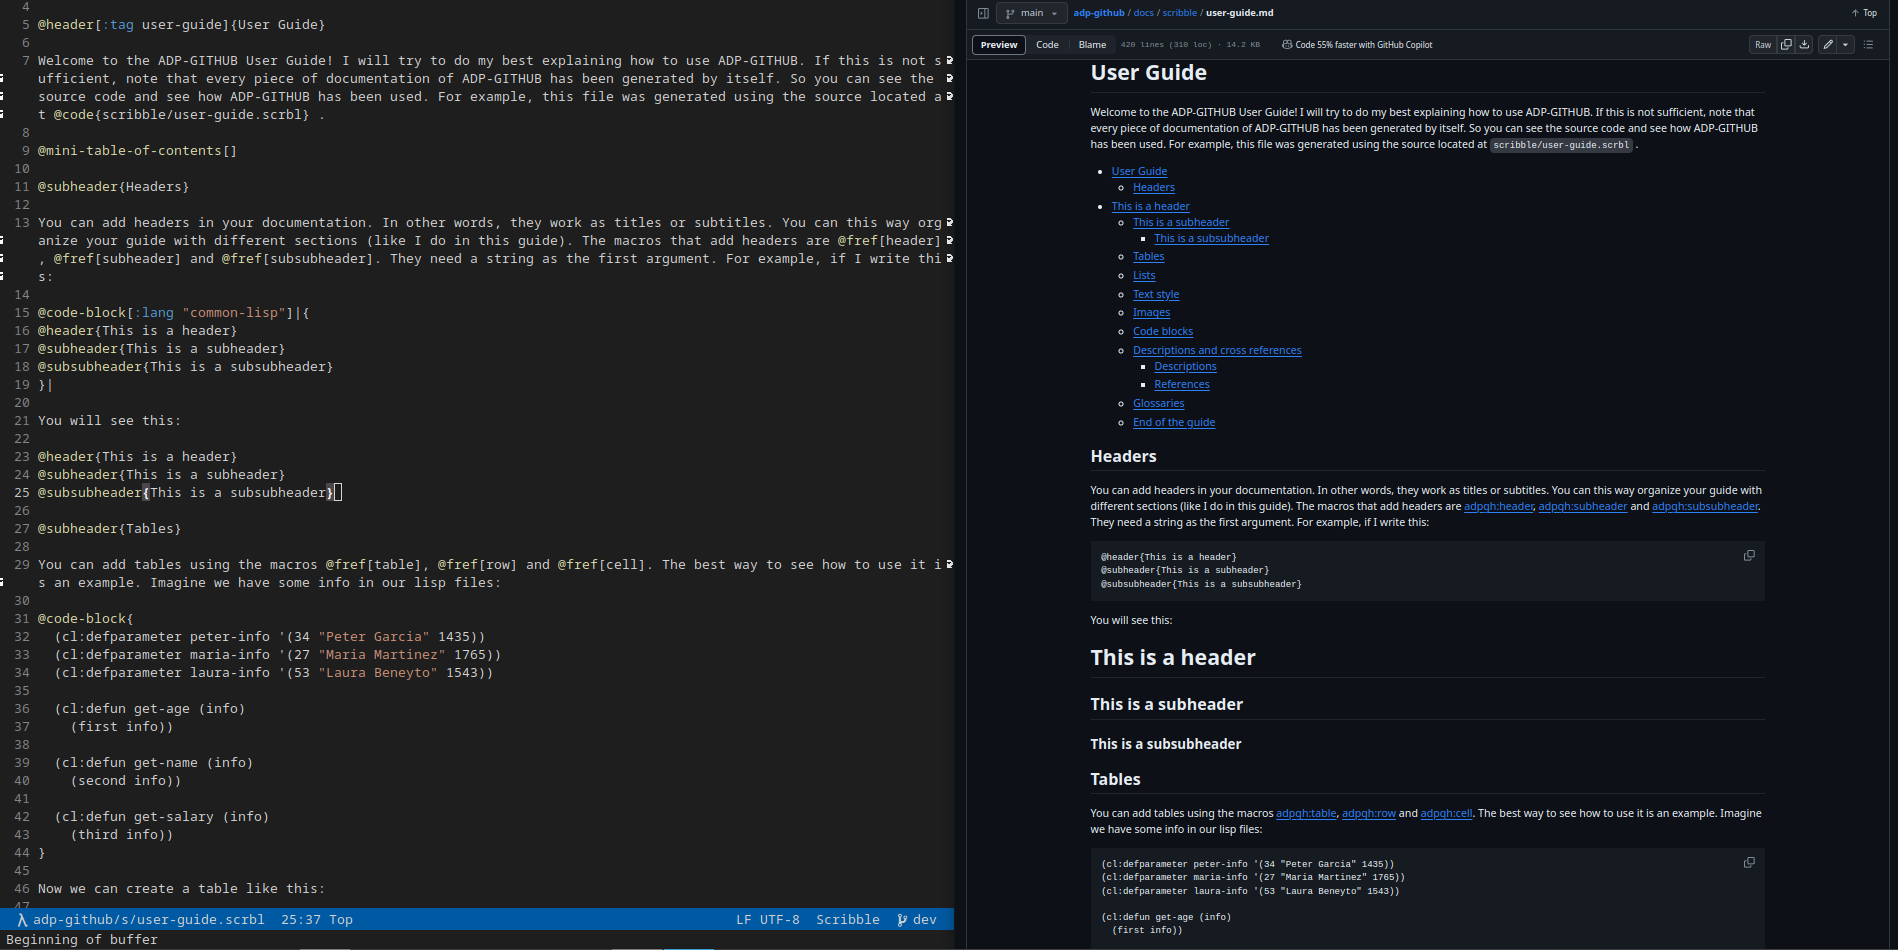 4
5 @header[:tag user-guide]{User Guide}
6
7 Welcome to the ADP-GITHUB User Guide! I will try to do my best explaining how to use ADP-GITHUB. If this is not s
ufficient, note that every piece of documentation of ADP-GITHUB has been generated by itself. So you can see the
source code and see how ADP-GITHUB has been used. For example, this file was generated using the source located a
t @code{scribble/user-guide.scrbl} .
8
9 @mini-table-of-contents[]
10
11 @subheader{Headers}
12
13 You can add headers in your documentation. In other words, they work as titles or subtitles. You can this way org
anize your guide with different sections (like I do in this guide). The macros that add headers are @fref[header]
, @fref[subheader] and @fref[subsubheader]. They need a string as the first argument. For example, if I write thi
s:
14
15 @code-block[:lang "common-lisp"]|{
16 @header{This is a header}
17 @subheader{This is a subheader}
18 @subsubheader{This is a subsubheader}
19 }|
20
21 You will see this:
22
23 @header{This is a header}
24 @subheader{This is a subheader}
25 @subsubheader{This is a subsubheader}
26
27 @subheader{Tables}
28
29 You can add tables using the macros @fref[table], @fref[row] and @fref[cell]. The best way to see how to use it i
s an example. Imagine we have some info in our lisp files:
30
31 @code-block{
32 (cl:defparameter peter-info '(34 "Peter Garcia" 1435))
33 (cl:defparameter maria-info '(27 "Maria Martinez" 1765))
34 (cl:defparameter laura-info '(53 "Laura Beneyto" 1543))
35
36 (cl:defun get-age (info)
37 (first info))
38
39 (cl:defun get-name (info)
40 (second info))
41
42 (cl:defun get-salary (info)
43 (third info))
44 }
45
46 Now we can create a table like this:
47
λ adp-github/s/user-guide.scrbl 25:37 Top LF UTF-8 Scribble dev
Beginning of buffer
main adp-github / docs / scribble / user-guide.md Top
Preview Code Blame 420 lines (310 loc) · 14.2 KB Code 55% faster with GitHub Copilot Raw
User Guide
Welcome to the ADP-GITHUB User Guide! I will try to do my best explaining how to use ADP-GITHUB. If this is not sufficient, note that
every piece of documentation of ADP-GITHUB has been generated by itself. So you can see the source code and see how ADP-GITHUB
has been used. For example, this file was generated using the source located at scribble/user-guide.scrbl .
User Guide
Headers
This is a header
This is a subheader
This is a subsubheader
Tables
Lists
Text style
Images
Code blocks
Descriptions and cross references
Descriptions
References
Glossaries
End of the guide
Headers
You can add headers in your documentation. In other words, they work as titles or subtitles. You can this way organize your guide with
different sections (like I do in this guide). The macros that add headers are adpgh:header, adpgh:subheader and adpgh:subsubheader.
They need a string as the first argument. For example, if I write this:
@header{This is a header}
@subheader{This is a subheader}
@subsubheader{This is a subsubheader}
You will see this:
This is a header
This is a subheader
This is a subsubheader
Tables
You can add tables using the macros adpgh:table, adpgh:row and adpgh:cell. The best way to see how to use it is an example. Imagine
we have some info in our lisp files:
(cl:defparameter peter-info '(34 "Peter Garcia" 1435))
(cl:defparameter maria-info '(27 "Maria Martinez" 1765))
(cl:defparameter laura-info '(53 "Laura Beneyto" 1543))
(cl:defun get-age (info)
(first info))